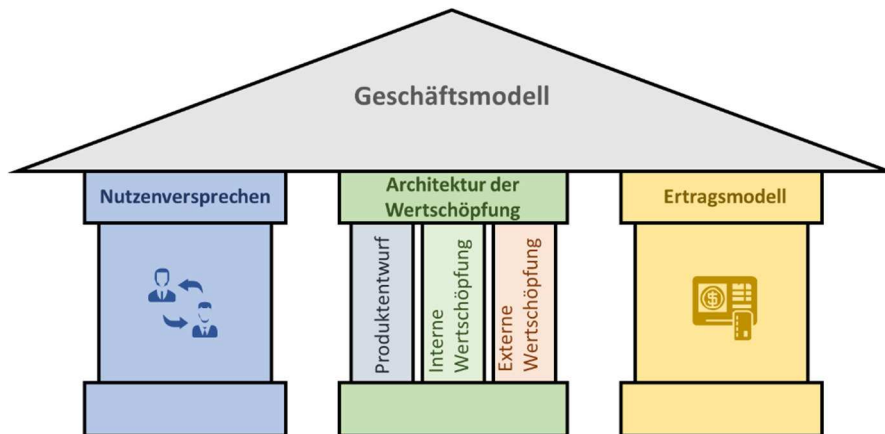 Geschäftsmodell
Nutzenversprechen
Architektur der
Wertschöpfung
Ertragsmodell
Produktentwurf
Interne
Wertschöpfung
Externe
Wertschöpfung
$